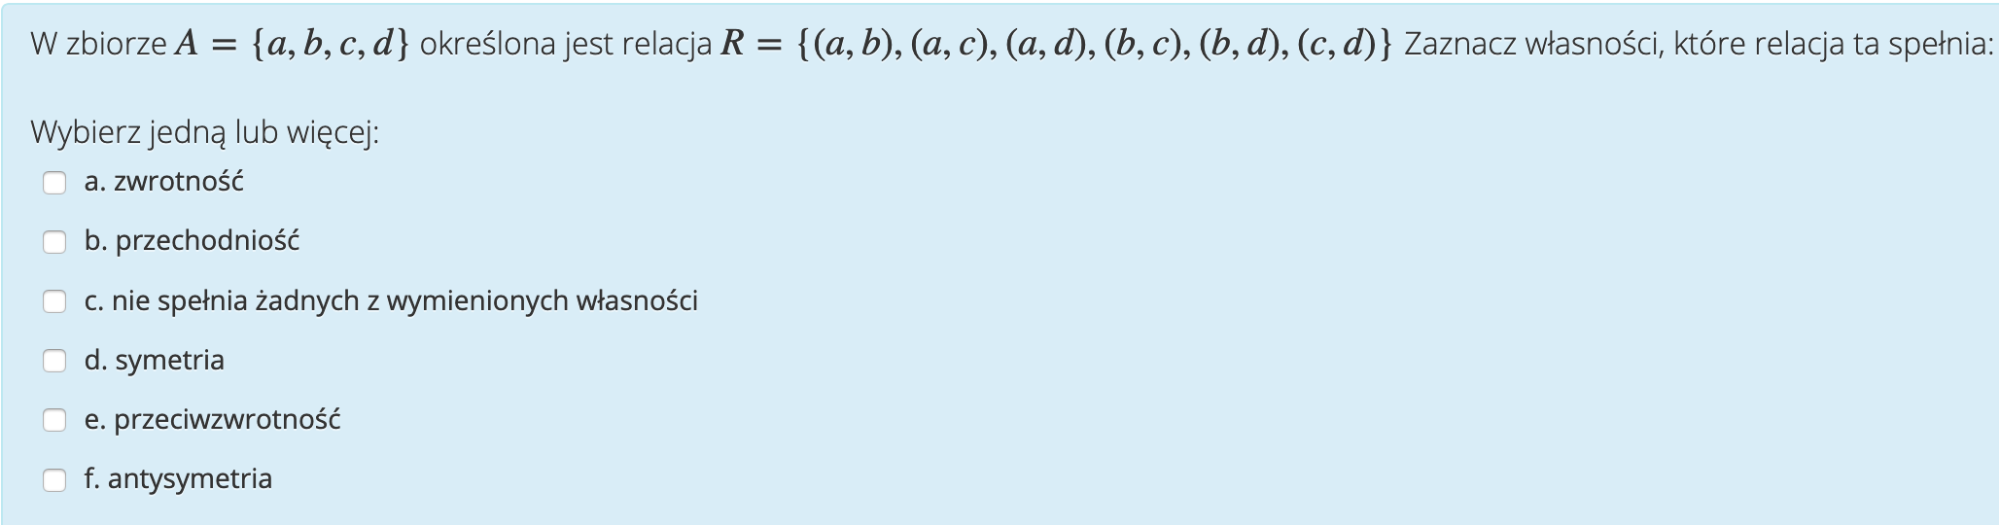 W zbiorze A = {a, b, c, d} określona jest relacja R = {(a, b), (a, c), (a, d), (b, c), (b, d), (c, d)} Zaznacz własności, które relacja ta spełnia:
Wybierz jedną lub więcej:
a. zwrotność
b. przechodniość
c. nie spełnia żadnych z wymienionych własności
d. symetria
e. przeciwzwrotność
f. antysymetria